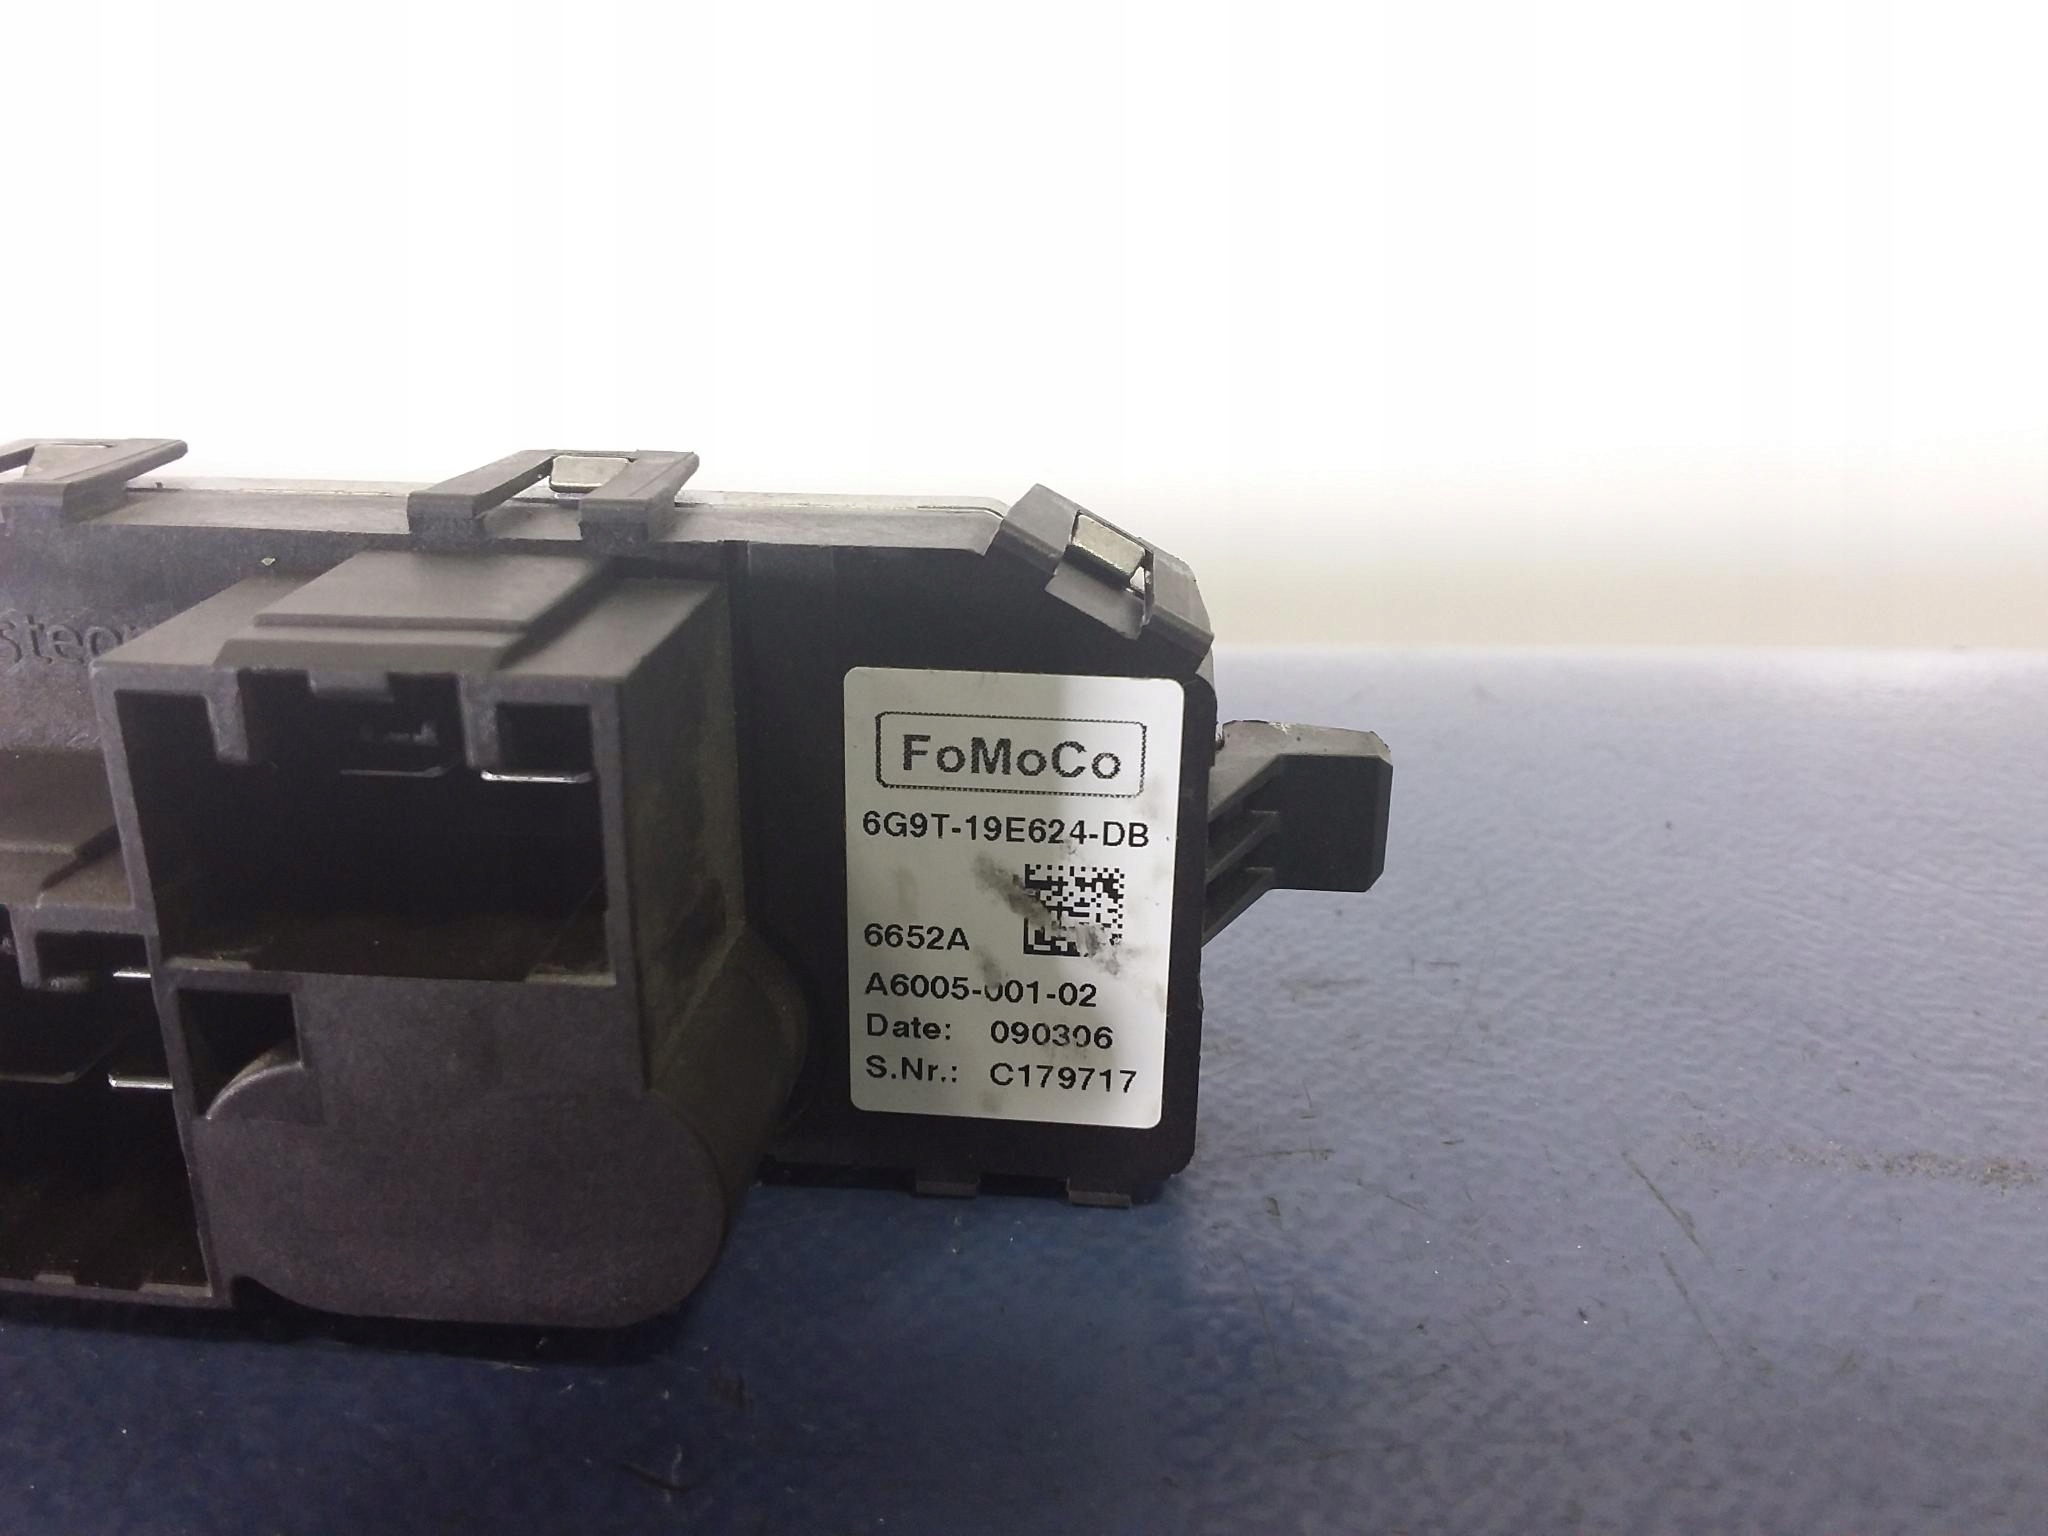 FoMoCo
6G9T-19E624-DB
6652A
A6005-001-02
Date: 090306
S.Nr.: C179717